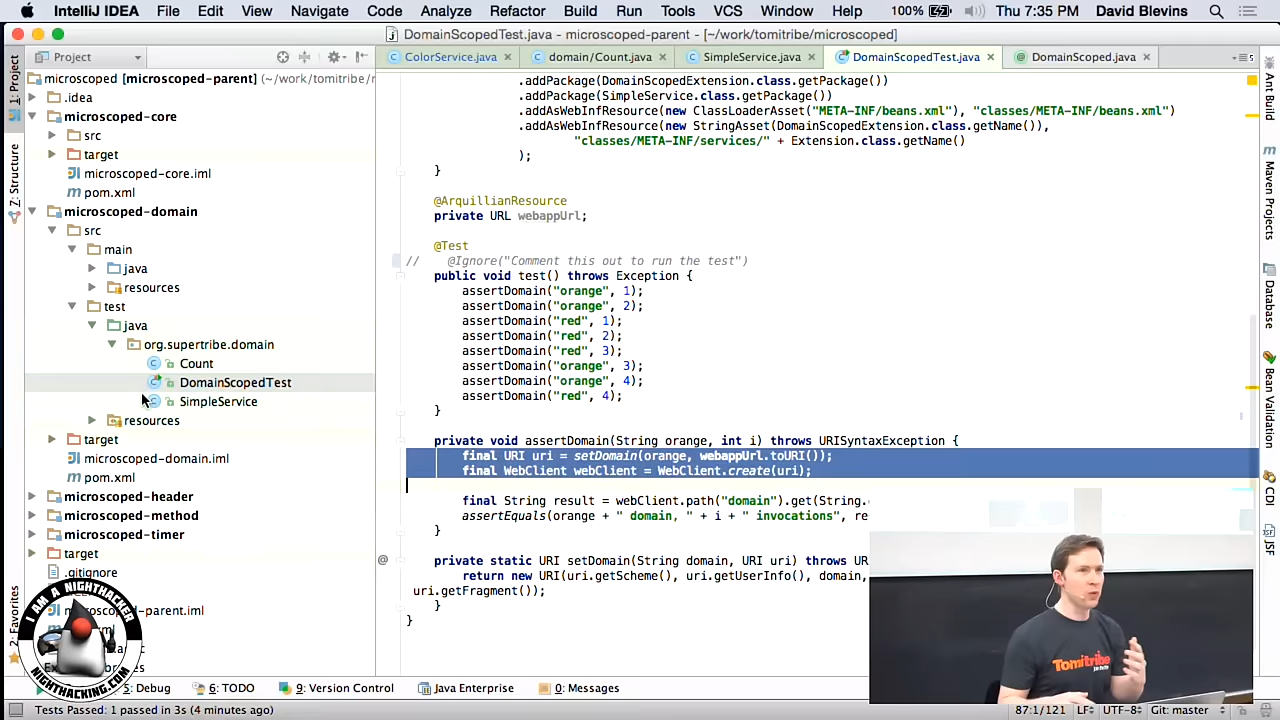 IntelliJ IDEA File Edit View Navigate Code Analyze Refactor Build Run Tools VCS Window Help 100% Thu 7:35 PM David Blevins
DomainScopedTest.java - microscoped-parent - [~/work/tomitribe/microscoped]
Project
ColorService.java domain/Count.java SimpleService.java DomainScopedTest.java DomainScoped.java
1: Project
Z: Structure
2: Favorites
microscoped [microscoped-parent] (~/work/tomitribe/mic
.idea
microscoped-core
src
target
microscoped-core.iml
pom.xml
microscoped-domain
src
main
java
resources
test
java
org.supertribe.domain
Count
DomainScopedTest
SimpleService
resources
target
microscoped-domain.iml
pom.xml
microscoped-header
microscoped-method
microscoped-timer
target
.gitignore
.addPackage(DomainScopedExtension.class.getPackage())
.addPackage(SimpleService.class.getPackage())
.addAsWebInfResource(new ClassLoaderAsset("META-INF/beans.xml"), "classes/META-INF/beans.xml")
.addAsWebInfResource(new StringAsset(DomainScopedExtension.class.getName()),
"classes/META-INF/services/" + Extension.class.getName()
);
}
@ArquillianResource
private URL webappUrl;
@Test
// @Ignore("Comment this out to run the test")
public void test() throws Exception {
assertDomain("orange", 1);
assertDomain("orange", 2);
assertDomain("red", 1);
assertDomain("red", 2);
assertDomain("red", 3);
assertDomain("orange", 3);
assertDomain("orange", 4);
assertDomain("red", 4);
}
private void assertDomain(String orange, int i) throws URISyntaxException {
final URI uri = setDomain(orange, webappUrl.toURI());
final WebClient webClient = WebClient.create(uri);
final String result = webClient.path("domain").get(String.
assertEquals(orange + " domain, " + i + " invocations", re
}
private static URI setDomain(String domain, URI uri) throws UR
return new URI(uri.getScheme(), uri.getUserInfo(), domain,
uri.getFragment());
}
}
Ant Build
Maven Projects
Database
Bean Validation
CDI
JSF
I AM A NIGHTHACKER
NIGHTHACKING.COM
Tomitribe
5: Debug 6: TODO 9: Version Control Java Enterprise 0: Messages
Tests Passed: 1 passed in 3s (4 minutes ago) 87:1/121 LF UTF-8 Git: master